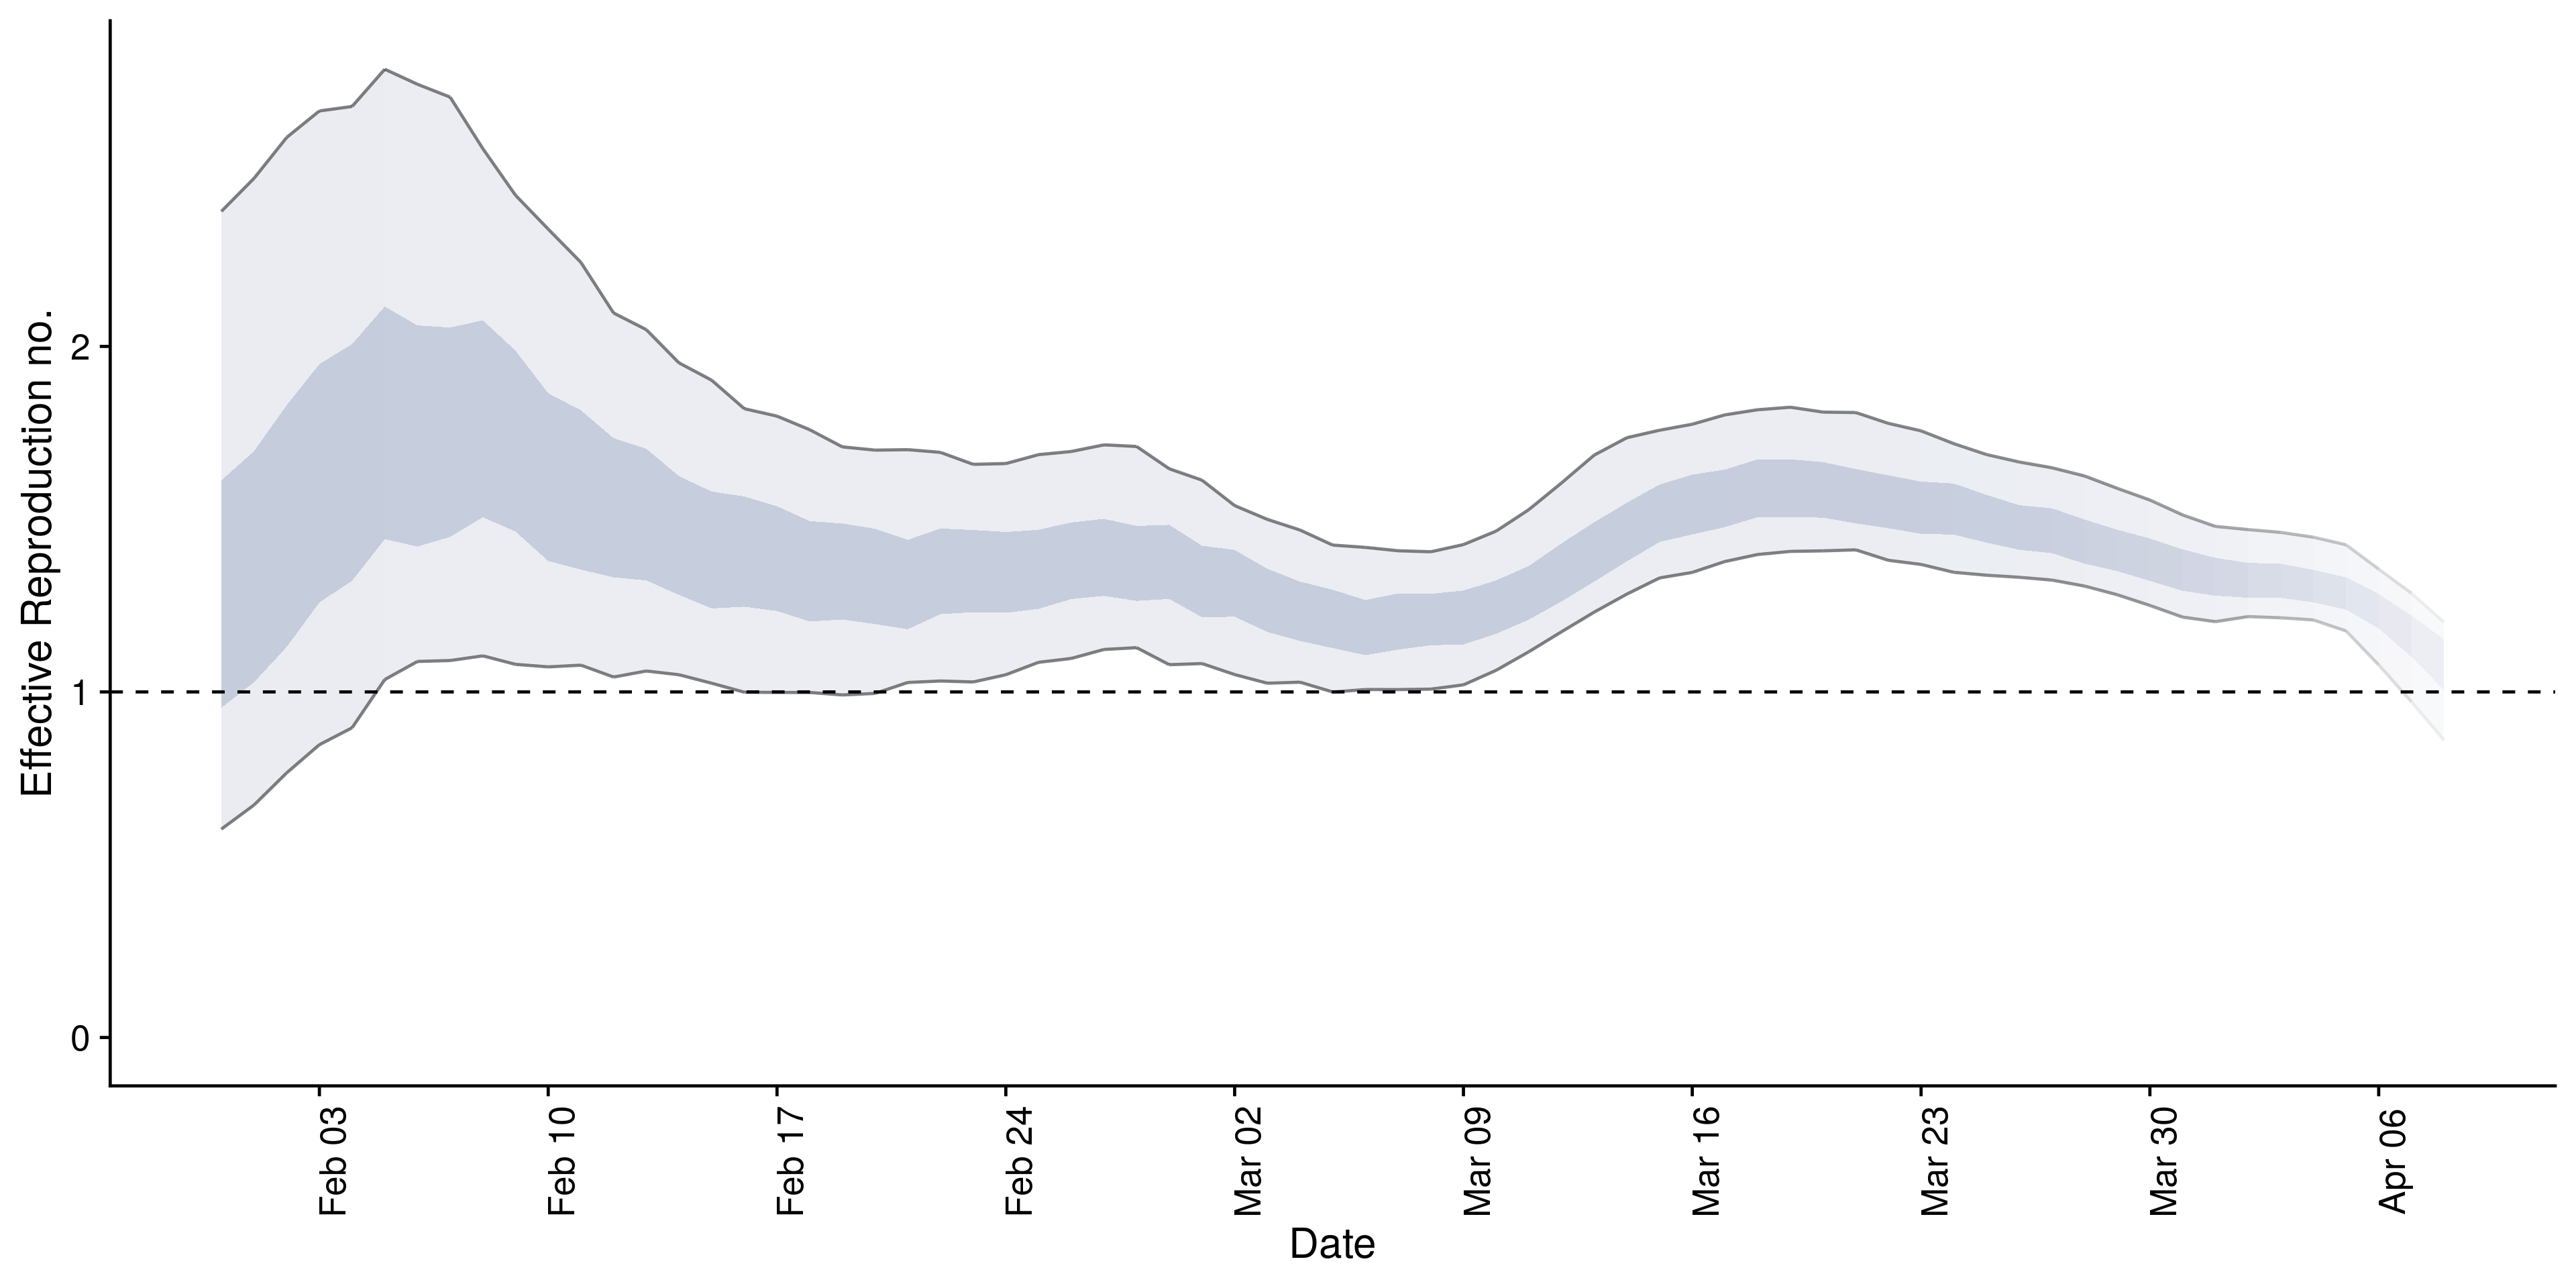 Effective Reproduction no.
2
1
0
Feb 03
Feb 10
Feb 17
Feb 24
Mar 02
Mar 09
Mar 16
Mar 23
Mar 30
Apr 06
Date